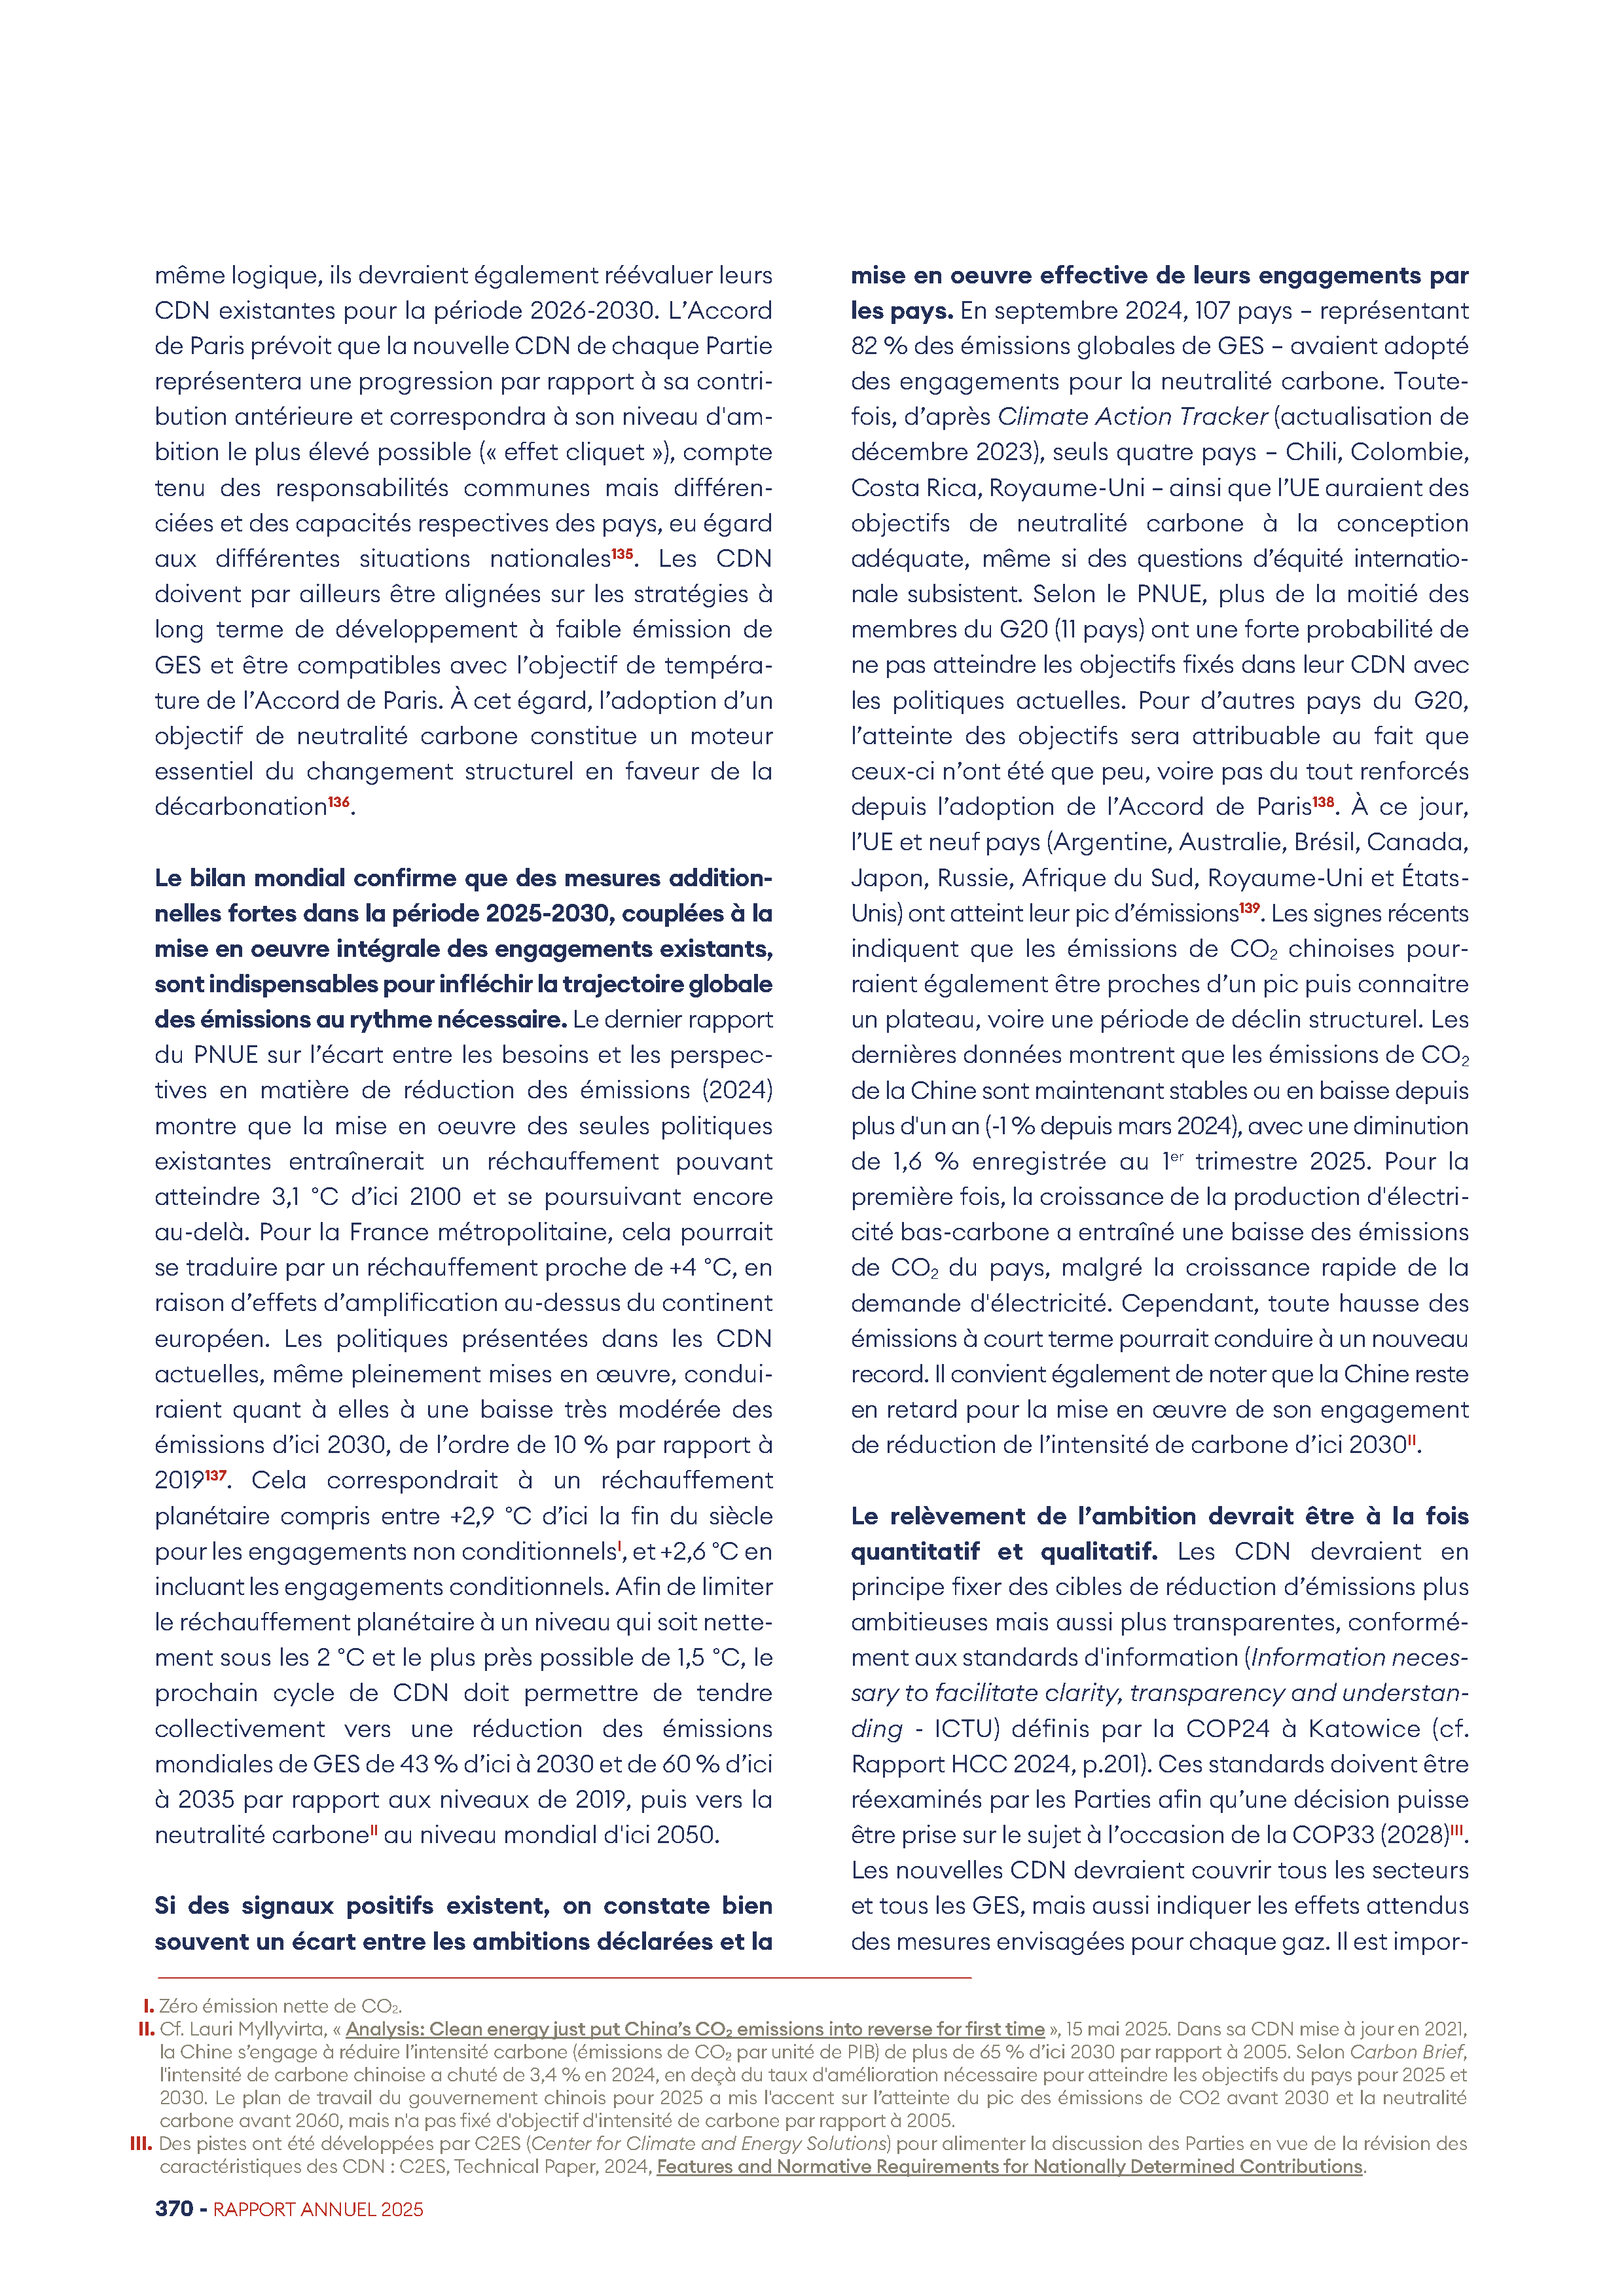 même logique, ils devraient également réévaluer leurs
CDN existantes pour la période 2026-2030. L’Accord
de Paris prévoit que la nouvelle CDN de chaque Partie
représentera une progression par rapport à sa contri-
bution antérieure et correspondra à son niveau d'am-
bition le plus élevé possible (« effet cliquet »), compte
tenu des responsabilités communes mais différen-
ciées et des capacités respectives des pays, eu égard
aux différentes situations nationales135. Les CDN
doivent par ailleurs être alignées sur les stratégies à
long terme de développement à faible émission de
GES et être compatibles avec l’objectif de tempéra-
ture de l’Accord de Paris. À cet égard, l’adoption d’un
objectif de neutralité carbone constitue un moteur
essentiel du changement structurel en faveur de la
décarbonation136.
Le bilan mondial confirme que des mesures addition-
nelles fortes dans la période 2025-2030, couplées à la
mise en oeuvre intégrale des engagements existants,
sont indispensables pour infléchir la trajectoire globale
des émissions au rythme nécessaire. Le dernier rapport
du PNUE sur l’écart entre les besoins et les perspec-
tives en matière de réduction des émissions (2024)
montre que la mise en oeuvre des seules politiques
existantes entraînerait un réchauffement pouvant
atteindre 3,1 °C d’ici 2100 et se poursuivant encore
au-delà. Pour la France métropolitaine, cela pourrait
se traduire par un réchauffement proche de +4 °C, en
raison d’effets d’amplification au-dessus du continent
européen. Les politiques présentées dans les CDN
actuelles, même pleinement mises en œuvre, condui-
raient quant à elles à une baisse très modérée des
émissions d’ici 2030, de l’ordre de 10 % par rapport à
2019137. Cela correspondrait à un réchauffement
planétaire compris entre +2,9 °C d’ici la fin du siècle
pour les engagements non conditionnelsI, et +2,6 °C en
incluant les engagements conditionnels. Afin de limiter
le réchauffement planétaire à un niveau qui soit nette-
ment sous les 2 °C et le plus près possible de 1,5 °C, le
prochain cycle de CDN doit permettre de tendre
collectivement vers une réduction des émissions
mondiales de GES de 43 % d’ici à 2030 et de 60 % d’ici
à 2035 par rapport aux niveaux de 2019, puis vers la
neutralité carboneII au niveau mondial d'ici 2050.
Si des signaux positifs existent, on constate bien
souvent un écart entre les ambitions déclarées et la
mise en oeuvre effective de leurs engagements par
les pays. En septembre 2024, 107 pays – représentant
82 % des émissions globales de GES – avaient adopté
des engagements pour la neutralité carbone. Toute-
fois, d’après Climate Action Tracker (actualisation de
décembre 2023), seuls quatre pays – Chili, Colombie,
Costa Rica, Royaume-Uni – ainsi que l’UE auraient des
objectifs de neutralité carbone à la conception
adéquate, même si des questions d’équité internatio-
nale subsistent. Selon le PNUE, plus de la moitié des
membres du G20 (11 pays) ont une forte probabilité de
ne pas atteindre les objectifs fixés dans leur CDN avec
les politiques actuelles. Pour d’autres pays du G20,
l’atteinte des objectifs sera attribuable au fait que
ceux-ci n’ont été que peu, voire pas du tout renforcés
depuis l’adoption de l’Accord de Paris138. À ce jour,
l’UE et neuf pays (Argentine, Australie, Brésil, Canada,
Japon, Russie, Afrique du Sud, Royaume-Uni et États-
Unis) ont atteint leur pic d’émissions139. Les signes récents
indiquent que les émissions de CO₂ chinoises pour-
raient également être proches d’un pic puis connaitre
un plateau, voire une période de déclin structurel. Les
dernières données montrent que les émissions de CO₂
de la Chine sont maintenant stables ou en baisse depuis
plus d'un an (-1 % depuis mars 2024), avec une diminution
de 1,6 % enregistrée au 1er trimestre 2025. Pour la
première fois, la croissance de la production d'électri-
cité bas-carbone a entraîné une baisse des émissions
de CO₂ du pays, malgré la croissance rapide de la
demande d'électricité. Cependant, toute hausse des
émissions à court terme pourrait conduire à un nouveau
record. Il convient également de noter que la Chine reste
en retard pour la mise en œuvre de son engagement
de réduction de l’intensité de carbone d’ici 2030II.
Le relèvement de l’ambition devrait être à la fois
quantitatif et qualitatif. Les CDN devraient en
principe fixer des cibles de réduction d’émissions plus
ambitieuses mais aussi plus transparentes, conformé-
ment aux standards d'information (Information neces-
sary to facilitate clarity, transparency and understan-
ding - ICTU) définis par la COP24 à Katowice (cf.
Rapport HCC 2024, p.201). Ces standards doivent être
réexaminés par les Parties afin qu’une décision puisse
être prise sur le sujet à l’occasion de la COP33 (2028)III.
Les nouvelles CDN devraient couvrir tous les secteurs
et tous les GES, mais aussi indiquer les effets attendus
des mesures envisagées pour chaque gaz. Il est impor-
I. Zéro émission nette de CO₂.
II. Cf. Lauri Myllyvirta, « Analysis: Clean energy just put China’s CO₂ emissions into reverse for first time », 15 mai 2025. Dans sa CDN mise à jour en 2021,
la Chine s’engage à réduire l’intensité carbone (émissions de CO₂ par unité de PIB) de plus de 65 % d’ici 2030 par rapport à 2005. Selon Carbon Brief,
l'intensité de carbone chinoise a chuté de 3,4 % en 2024, en deçà du taux d'amélioration nécessaire pour atteindre les objectifs du pays pour 2025 et
2030. Le plan de travail du gouvernement chinois pour 2025 a mis l'accent sur l’atteinte du pic des émissions de CO2 avant 2030 et la neutralité
carbone avant 2060, mais n'a pas fixé d'objectif d'intensité de carbone par rapport à 2005.
III. Des pistes ont été développées par C2ES (Center for Climate and Energy Solutions) pour alimenter la discussion des Parties en vue de la révision des
caractéristiques des CDN : C2ES, Technical Paper, 2024, Features and Normative Requirements for Nationally Determined Contributions.
370 - RAPPORT ANNUEL 2025